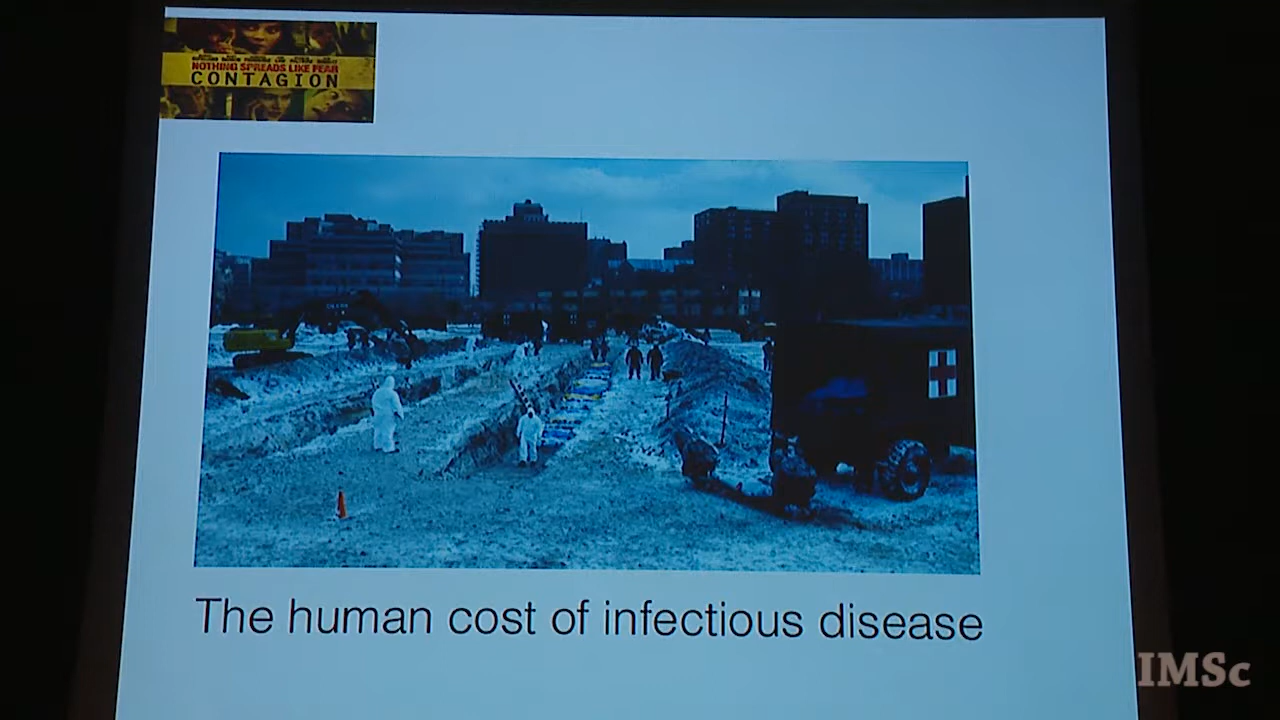 NOTHING SPREADS LIKE FEAR
CONTAGION
The human cost of infectious disease
IMSc